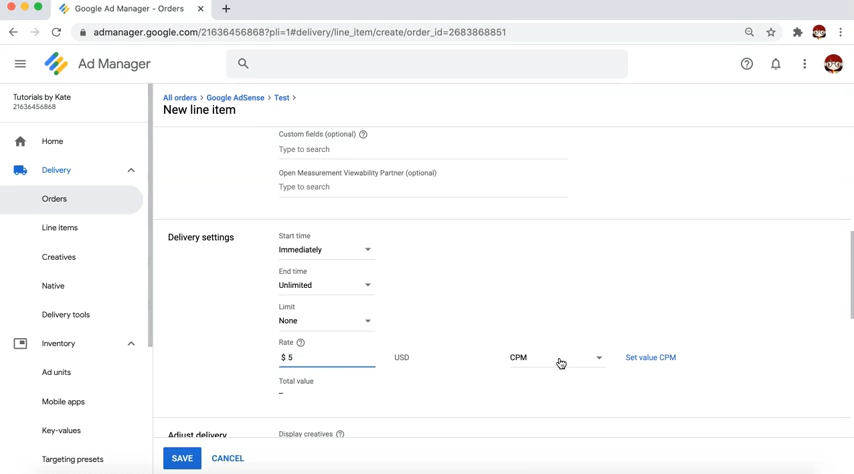 Google Ad Manager - Orders
admanager.google.com/21636456868?pli=1#delivery/line_item/create/order_id=2683868851
Ad Manager
Tutorials by Kate
21636456868
Home
Delivery
Orders
Line items
Creatives
Native
Delivery tools
Inventory
Ad units
Mobile apps
Key-values
Targeting presets
All orders > Google AdSense > Test >
New line item
Custom fields (optional)
Type to search
Open Measurement Viewability Partner (optional)
Type to search
Delivery settings
Start time
Immediately
End time
Unlimited
Limit
None
Rate
$ 5 USD CPM Set value CPM
Total value
–
Adjust delivery
Display creatives
SAVE CANCEL